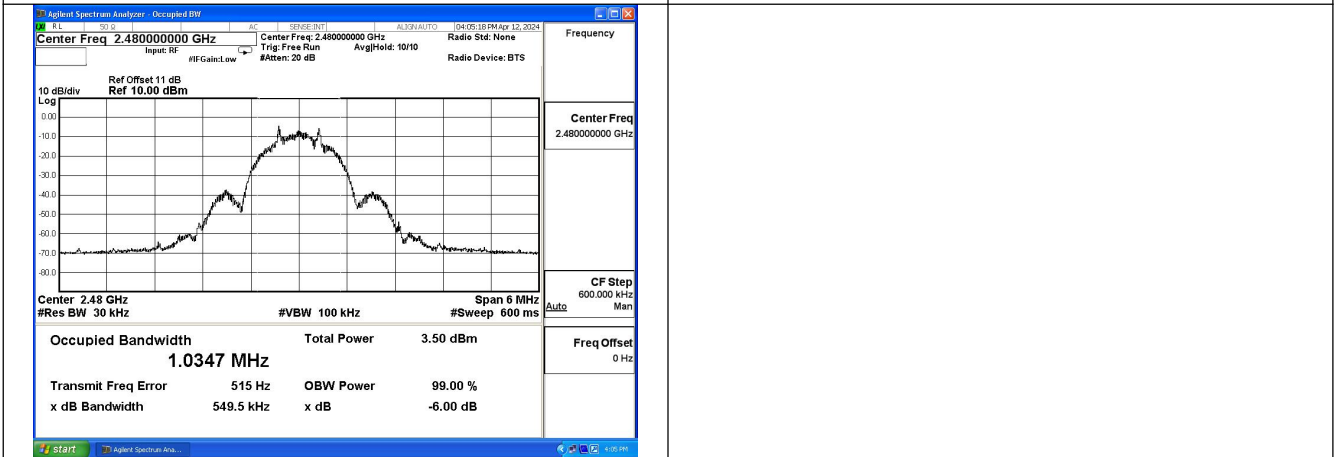 Agilent Spectrum Analyzer - Occupied BW
RL 50 Ω AC SENSE:INT ALIGN AUTO 04:05:18 PM Apr 12, 2024
Center Freq 2.480000000 GHz
Input: RF
#IFGain:Low
Center Freq: 2.480000000 GHz
Trig: Free Run Avg|Hold: 10/10
#Atten: 20 dB
Radio Std: None
Radio Device: BTS
Frequency
Ref Offset 11 dB
10 dB/div Ref 10.00 dBm
Log
0.00
-10.0
-20.0
-30.0
-40.0
-50.0
-60.0
-70.0
-80.0
Center Freq
2.480000000 GHz
Center 2.48 GHz Span 6 MHz
#Res BW 30 kHz #VBW 100 kHz #Sweep 600 ms
CF Step
600.000 kHz
Auto Man
Occupied Bandwidth Total Power 3.50 dBm
1.0347 MHz
Transmit Freq Error 515 Hz OBW Power 99.00 %
x dB Bandwidth 549.5 kHz x dB -6.00 dB
Freq Offset
0 Hz
start Agilent Spectrum Ana... 4:05 PM